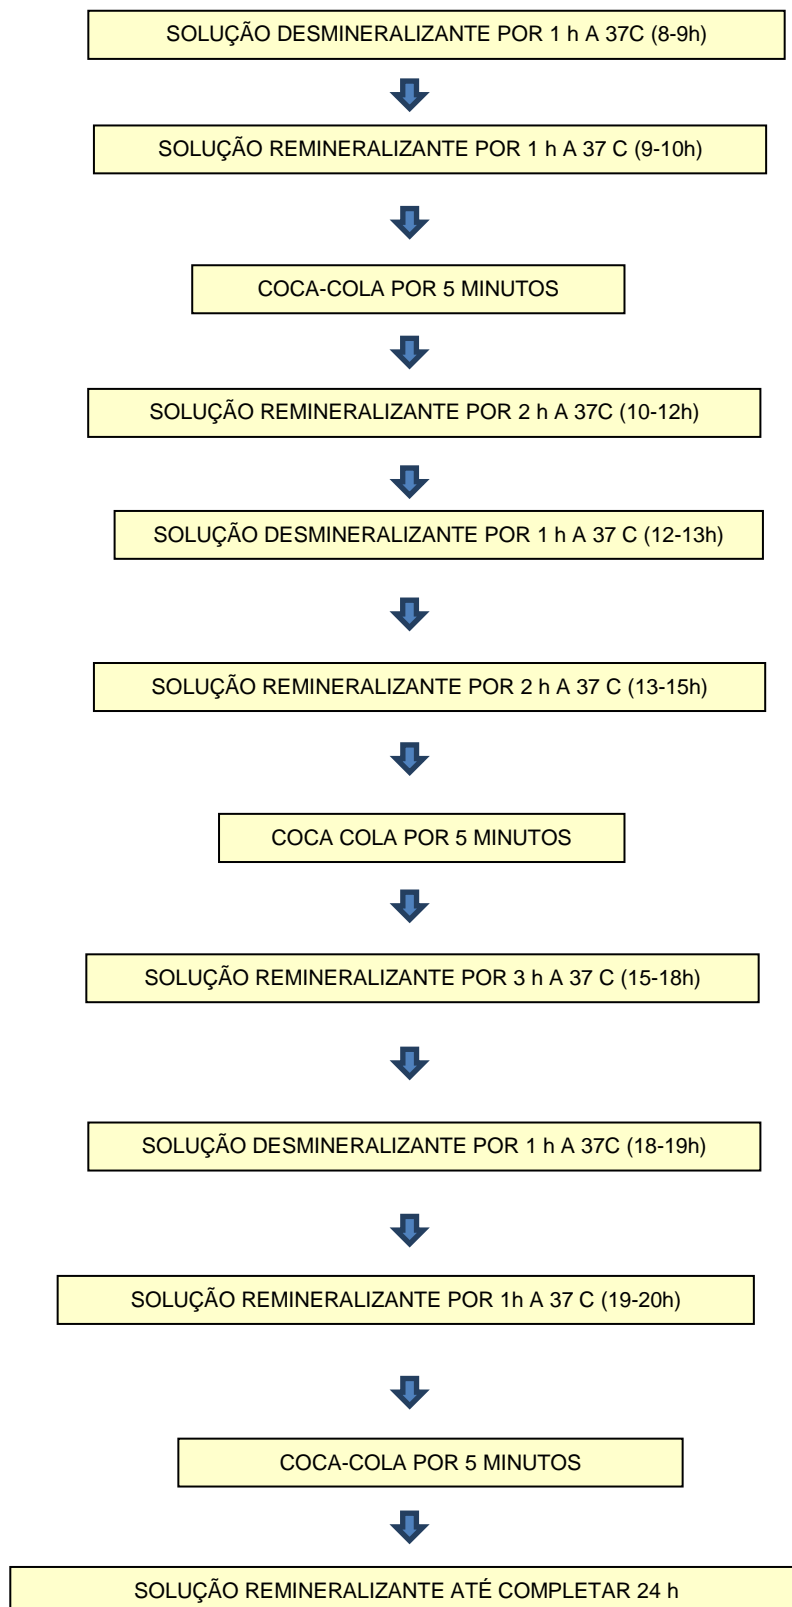 SOLUÇÃO DESMINERALIZANTE POR 1 h A 37C (8-9h)
SOLUÇÃO REMINERALIZANTE POR 1 h A 37 C (9-10h)
COCA-COLA POR 5 MINUTOS
SOLUÇÃO REMINERALIZANTE POR 2 h A 37C (10-12h)
SOLUÇÃO DESMINERALIZANTE POR 1 h A 37 C (12-13h)
SOLUÇÃO REMINERALIZANTE POR 2 h A 37 C (13-15h)
COCA COLA POR 5 MINUTOS
SOLUÇÃO REMINERALIZANTE POR 3 h A 37 C (15-18h)
SOLUÇÃO DESMINERALIZANTE POR 1 h A 37C (18-19h)
SOLUÇÃO REMINERALIZANTE POR 1h A 37 C (19-20h)
COCA-COLA POR 5 MINUTOS
SOLUÇÃO REMINERALIZANTE ATÉ COMPLETAR 24 h